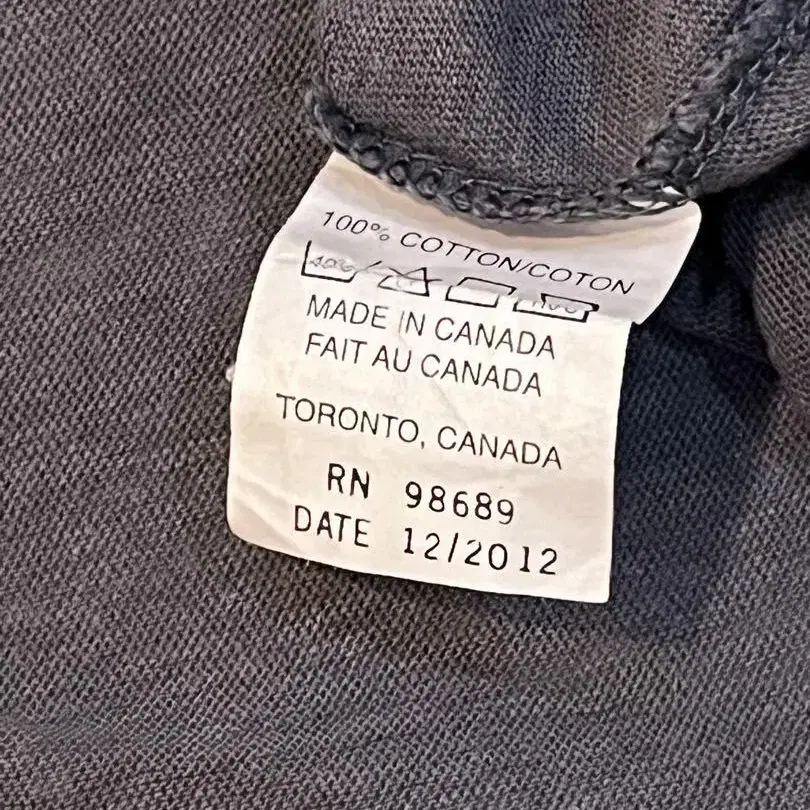 100% COTTON/COTON
MADE IN CANADA
FAIT AU CANADA
TORONTO, CANADA
RN 98689
DATE 12/2012